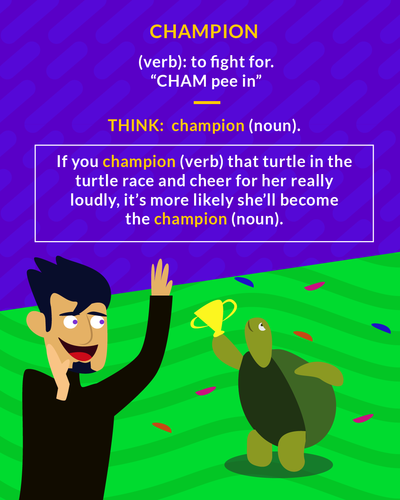 CHAMPION
(verb): to fight for.
“CHAM pee in”
THINK: champion (noun).
If you champion (verb) that turtle in the
turtle race and cheer for her really
loudly, it’s more likely she’ll become
the champion (noun).